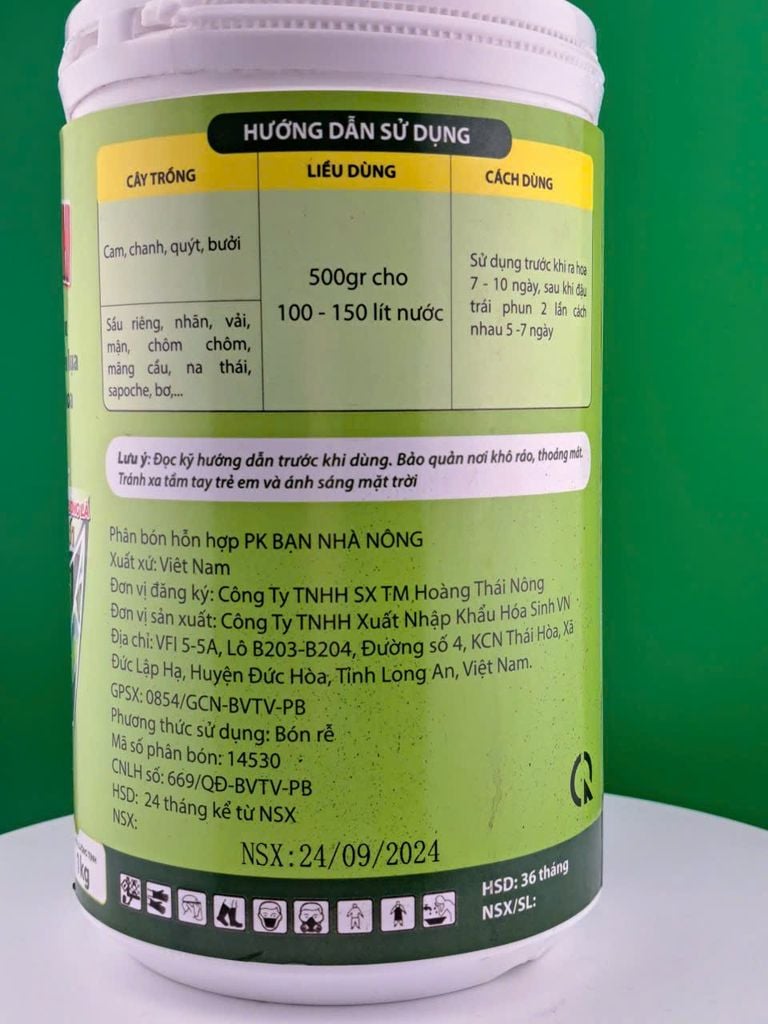 HƯỚNG DẪN SỬ DỤNG
CÂY TRỒNG
LIỀU DÙNG
CÁCH DÙNG
Cam, chanh, quýt, bưởi
Sầu riêng, nhãn, vải,
mận, chôm chôm,
mãng cầu, na thái,
sapoche, bơ,...
500gr cho
100 - 150 lít nước
Sử dụng trước khi ra hoa
7 - 10 ngày, sau khi đậu
trái phun 2 lần cách
nhau 5 -7 ngày
Lưu ý: Đọc kỹ hướng dẫn trước khi dùng. Bảo quản nơi khô ráo, thoáng mát.
Tránh xa tầm tay trẻ em và ánh sáng mặt trời
Phân bón hỗn hợp PK BẠN NHÀ NÔNG
Xuất xứ: Việt Nam
Đơn vị đăng ký: Công Ty TNHH SX TM Hoàng Thái Nông
Đơn vị sản xuất: Công Ty TNHH Xuất Nhập Khẩu Hóa Sinh VN
Địa chỉ: VFI 5-5A, Lô B203-B204, Đường số 4, KCN Thái Hòa, Xã
Đức Lập Hạ, Huyện Đức Hòa, Tỉnh Long An, Việt Nam.
GPSX: 0854/GCN-BVTV-PB
Phương thức sử dụng: Bón rễ
Mã số phân bón: 14530
CNLH số: 669/QĐ-BVTV-PB
HSD: 24 tháng kể từ NSX
NSX:
NSX:24/09/2024
1kg
HSD: 36 tháng
NSX/SL: